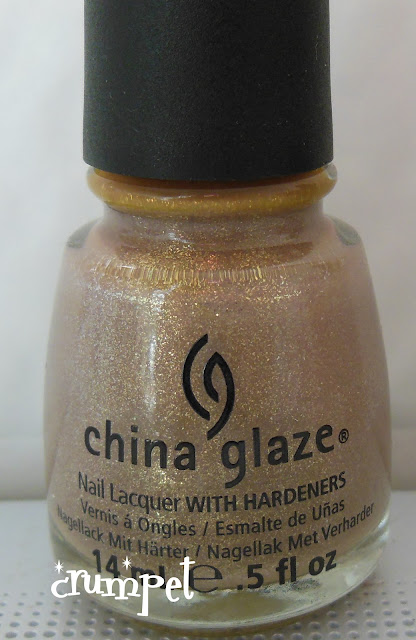 china glaze®
Nail Lacquer WITH HARDENERS
Vernis á Ongles / Esmalte de Uñas
Nagellack Mit Härter / Nagellak Met Verharder
14 ml e .5 fl oz
crumpet